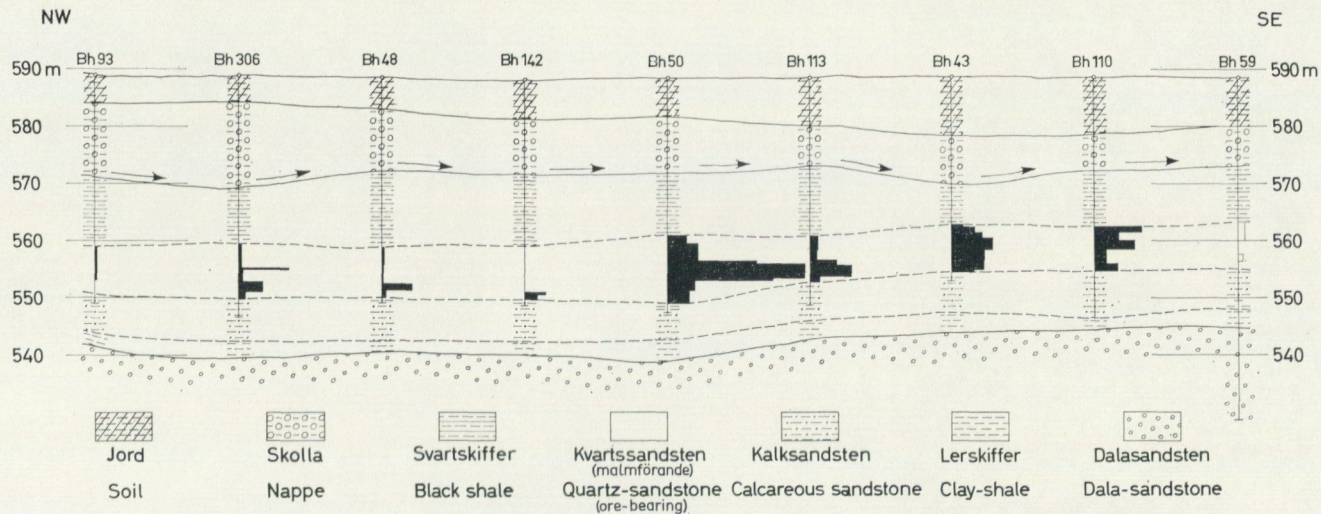 NW
SE
Bh 93 Bh 306 Bh 48 Bh 142 Bh 50 Bh 113 Bh 43 Bh 110 Bh 59
590 m 590 m
580 580
570 570
560 560
550 550
540 540
Jord Skolla Svartskiffer Kvartssandsten Kalksandsten Lerskiffer Dalasandsten
(malmförande)
Soil Nappe Black shale Quartz-sandstone Calcareous sandstone Clay-shale Dala-sandstone
(ore-bearing)